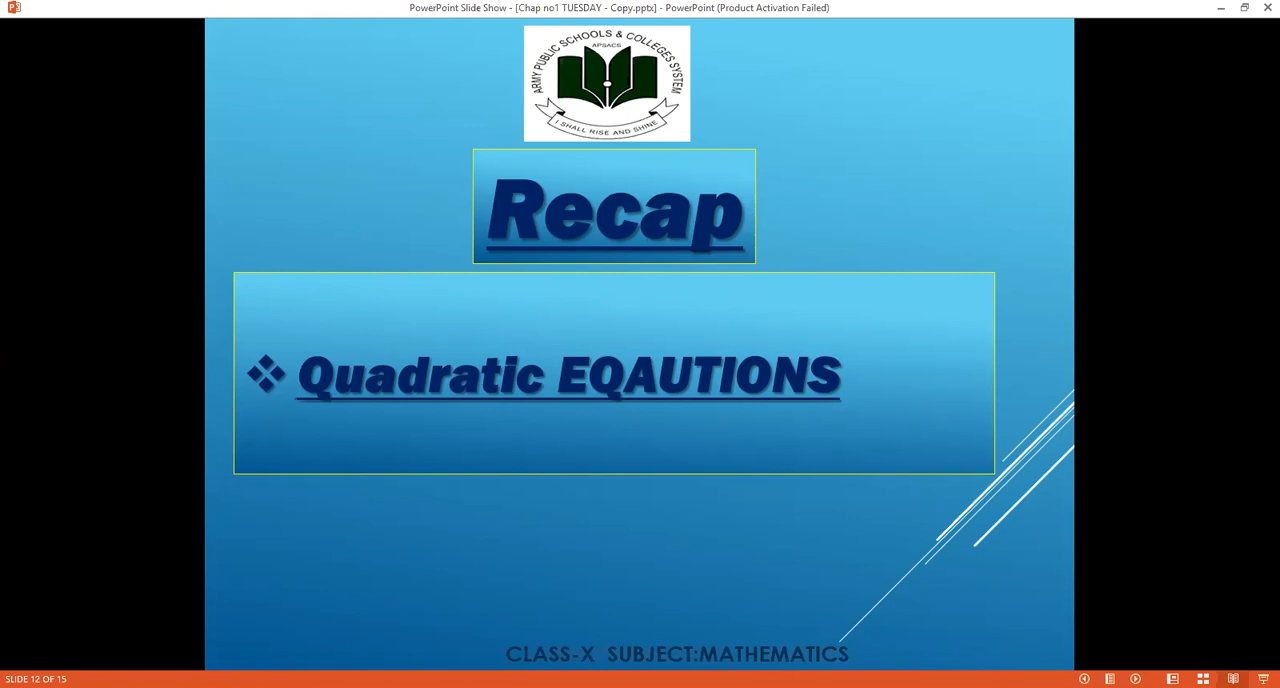 PowerPoint Slide Show - [Chap no1 TUESDAY - Copy.pptx] - PowerPoint (Product Activation Failed)
ARMY PUBLIC SCHOOLS & COLLEGES SYSTEM
APSACS
I SHALL RISE AND SHINE
Recap
❖ Quadratic EQAUTIONS
CLASS-X SUBJECT:MATHEMATICS
SLIDE 12 OF 15